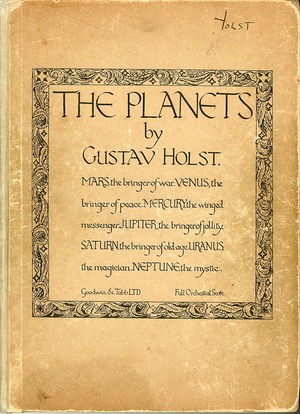 HOLST
THE PLANETS
by
GUSTAV HOLST.
MARS, the bringer of war. VENUS, the
bringer of peace. MERCURY, the winged
messenger. JUPITER, the bringer of jollity.
SATURN, the bringer of old age. URANUS,
the magician. NEPTUNE, the mystic.
Goodwin & Tabb LTD. Full Orchestral Score.